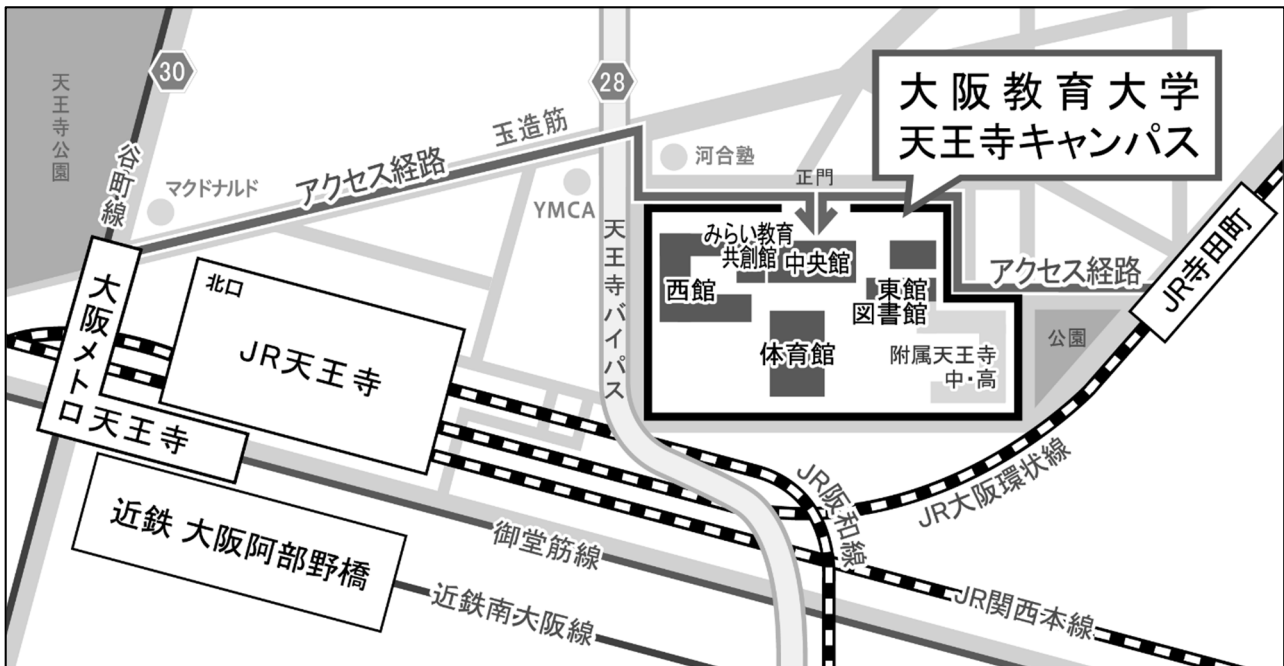 天王寺公園
30
谷町線
マクドナルド
アクセス経路
玉造筋
28
YMCA
天王寺バイパス
河合塾
正門
大阪教育大学
天王寺キャンパス
みらい教育
共創館
中央館
西館
東館
図書館
体育館
附属天王寺
中・高
アクセス経路
公園
JR寺田町
北口
JR天王寺
大阪メトロ
天王寺
近鉄 大阪阿部野橋
御堂筋線
近鉄南大阪線
JR阪和線
JR大阪環状線
JR関西本線